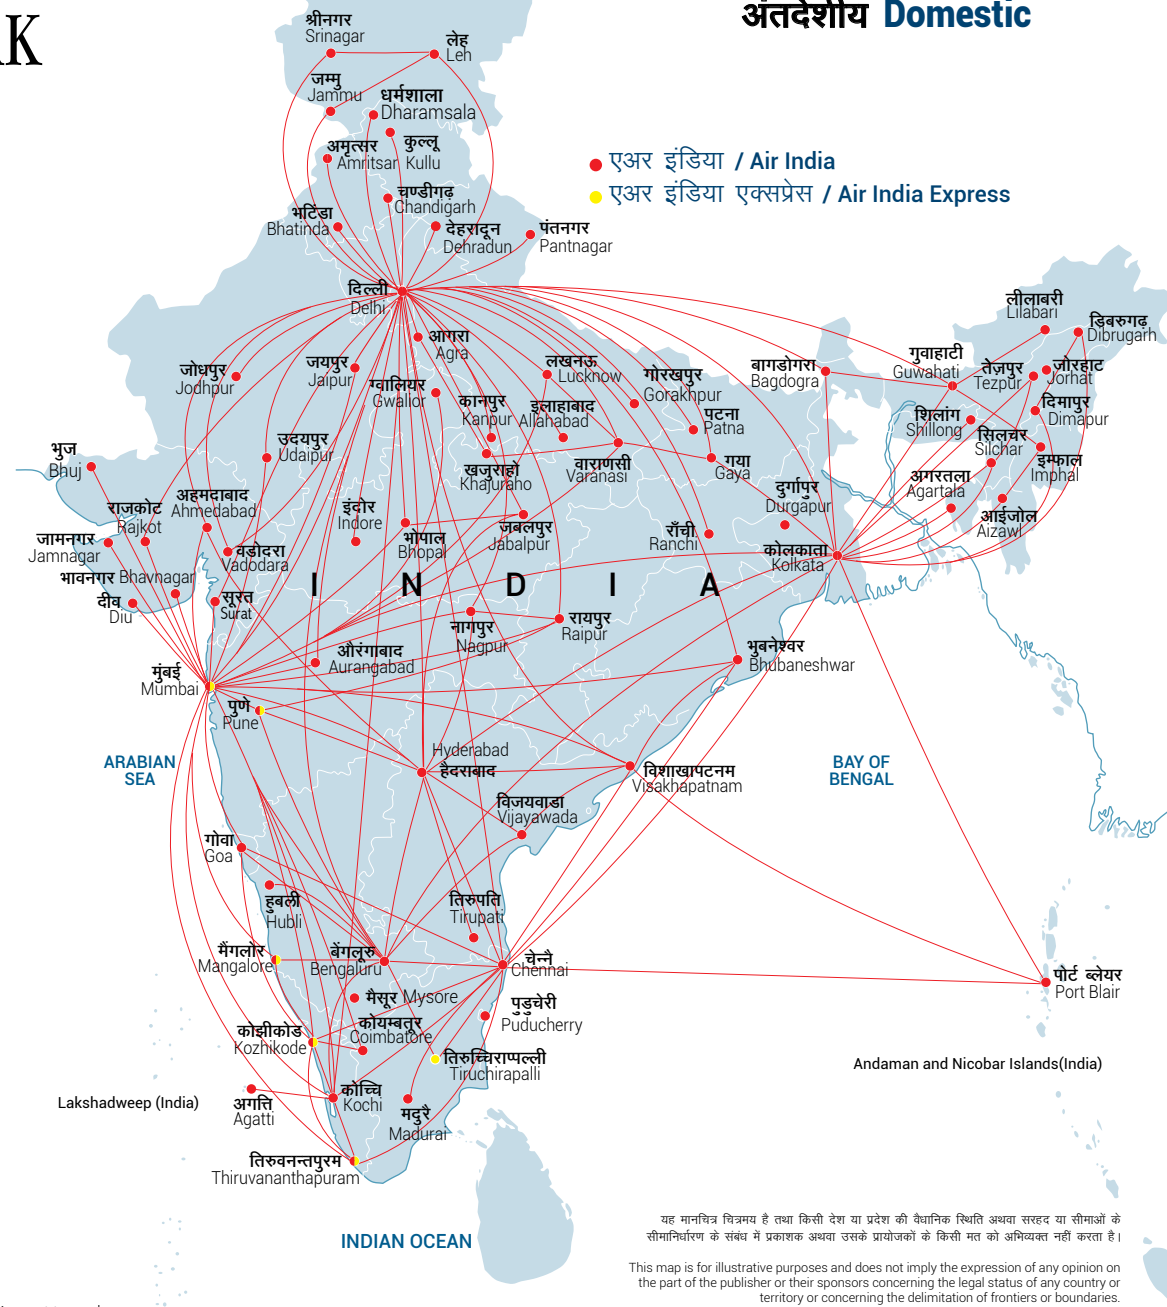 RK
अंतर्देशीय Domestic
श्रीनगर
Srinagar
लेह
Leh
जम्मु
Jammu
धर्मशाला
Dharamsala
अमृत्सर
Amritsar
कुल्लू
Kullu
एअर इंडिया / Air India
एअर इंडिया एक्सप्रेस / Air India Express
चण्डीगढ़
Chandigarh
भटिंडा
Bhatinda
देहरादून
Dehradun
पंतनगर
Pantnagar
दिल्ली
Delhi
लीलाबरी
Lilabari
डिबरुगढ़
Dibrugarh
आगरा
Agra
जोधपुर
Jodhpur
जयपुर
Jaipur
ग्वालियर
Gwalior
लखनऊ
Lucknow
गोरखपुर
Gorakhpur
बागडोगरा
Bagdogra
गुवाहाटी
Guwahati
तेज़पुर
Tezpur
जोरहाट
Jorhat
कानपुर
Kanpur
इलाहाबाद
Allahabad
पटना
Patna
शिलांग
Shillong
दिमापुर
Dimapur
सिलचर
Silchar
इम्फाल
Imphal
भुज
Bhuj
उदयपुर
Udaipur
खजुराहो
Khajuraho
वाराणसी
Varanasi
गया
Gaya
दुर्गापुर
Durgapur
अगरतला
Agartala
आईजोल
Aizawl
राजकोट
Rajkot
अहमदाबाद
Ahmedabad
इंदोर
Indore
भोपाल
Bhopal
जबलपुर
Jabalpur
राँची
Ranchi
कोलकाता
Kolkata
जामनगर
Jamnagar
वडोदरा
Vadodara
भावनगर Bhavnagar
दीव
Diu
सूरत
Surat
I N D I A
नागपुर
Nagpur
रायपुर
Raipur
औरंगाबाद
Aurangabad
भुबनेश्वर
Bhubaneshwar
मुंबई
Mumbai
पुणे
Pune
ARABIAN
SEA
Hyderabad
हैदराबाद
विशाखापटनम
Visakhapatnam
BAY OF
BENGAL
विजयवाडा
Vijayawada
गोवा
Goa
हुबली
Hubli
तिरुपति
Tirupati
मैंगलोर
Mangalore
बेंगलूरु
Bengaluru
चेन्नै
Chennai
पोर्ट ब्लेयर
Port Blair
मैसूर Mysore
पुडुचेरी
Puducherry
कोझीकोड
Kozhikode
कोयम्बतूर
Coimbatore
तिरुच्चिराप्पल्ली
Tiruchirapalli
Andaman and Nicobar Islands(India)
Lakshadweep (India)
अगत्ति
Agatti
कोच्चि
Kochi
मदुरै
Madurai
तिरुवनन्तपुरम
Thiruvananthapuram
INDIAN OCEAN
यह मानचित्र चित्रमय है तथा किसी देश या प्रदेश की वैधानिक स्थिति अथवा सरहद या सीमाओं के
सीमानिर्धारण के संबंध में प्रकाशक अथवा उसके प्रायोजकों के किसी मत को अभिव्यक्त नहीं करता है।
This map is for illustrative purposes and does not imply the expression of any opinion on
the part of the publisher or their sponsors concerning the legal status of any country or
territory or concerning the delimitation of frontiers or boundaries.